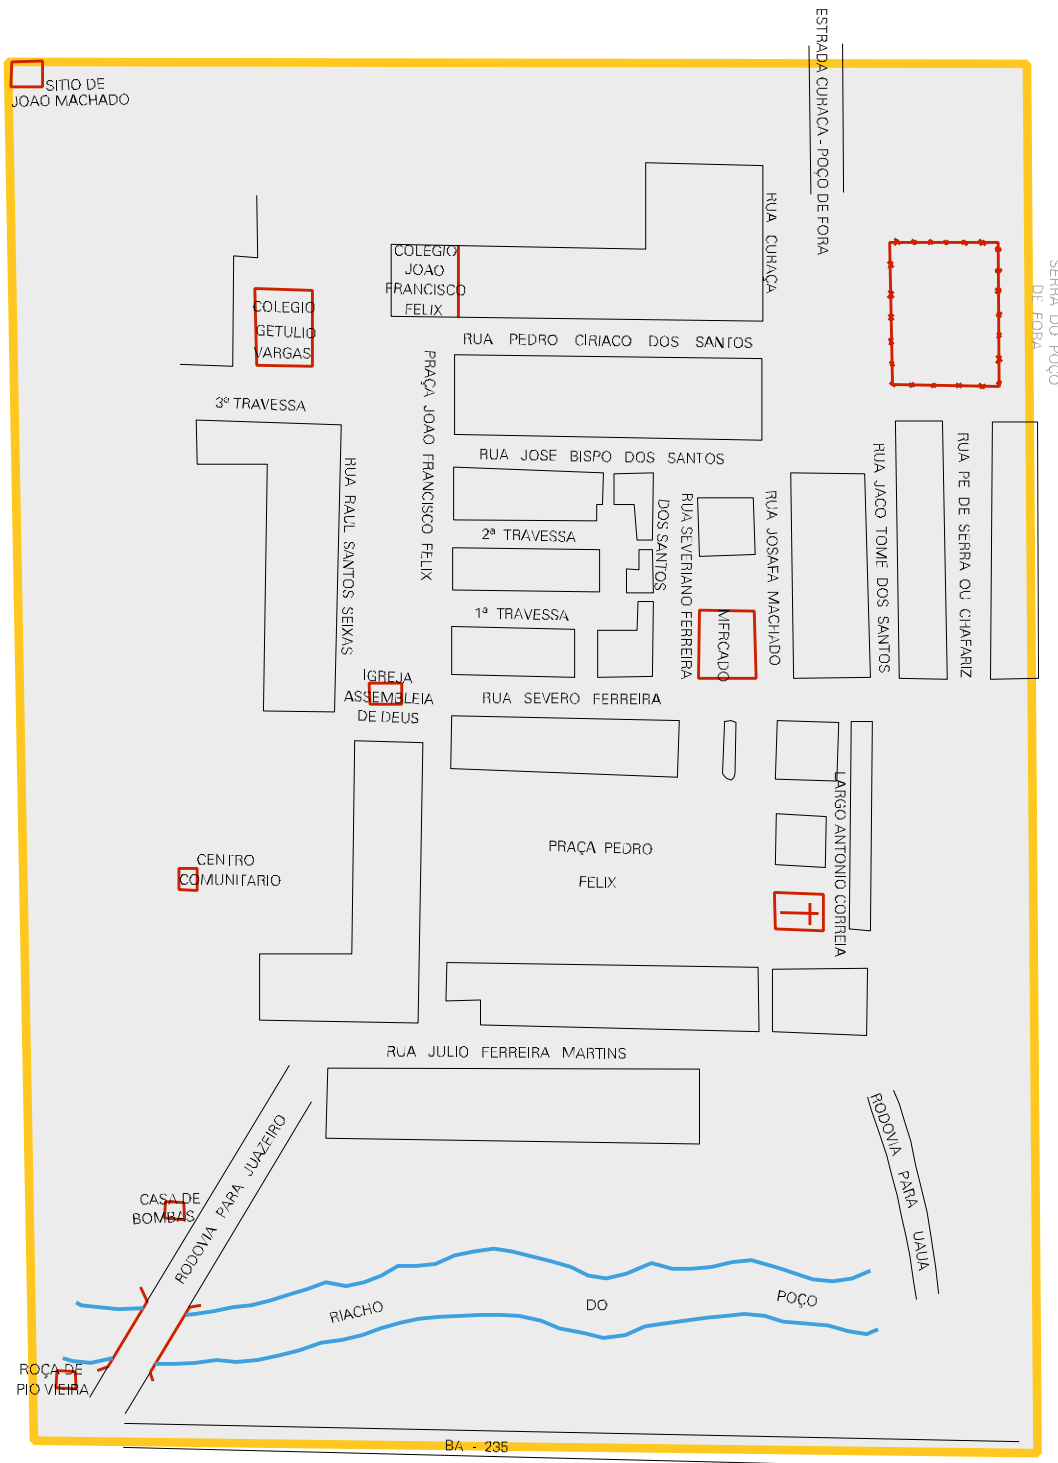 ESTRADA CURACA - POÇO DE FORA
SITIO DE
JOAO MACHADO
RUA CURAÇA
COLEGIO
JOAO
FRANCISCO
FELIX
SERRA DO POÇO
DE FORA
COLEGIO
GETULIO
VARGAS
RUA PEDRO CIRIACO DOS SANTOS
PRAÇA JOAO FRANCISCO FELIX
3ª TRAVESSA
RUA JOSE BISPO DOS SANTOS
RUA RAUL SANTOS SEIXAS
2ª TRAVESSA
DOS SANTOS
RUA SEVERIANO FERREIRA
RUA JOSAFA MACHADO
RUA JACO TOME DOS SANTOS
RUA PE DE SERRA OU CHAFARIZ
1ª TRAVESSA
MERCADO
IGREJA
ASSEMBLEIA
DE DEUS
RUA SEVERO FERREIRA
LARGO ANTONIO CORREIA
PRAÇA PEDRO
FELIX
CENTRO
COMUNITARIO
RUA JULIO FERREIRA MARTINS
RODOVIA PARA JUAZEIRO
RODOVIA PARA UAUA
CASA DE
BOMBAS
RIACHO DO POÇO
ROÇA DE
PIO VIEIRA
BA - 235